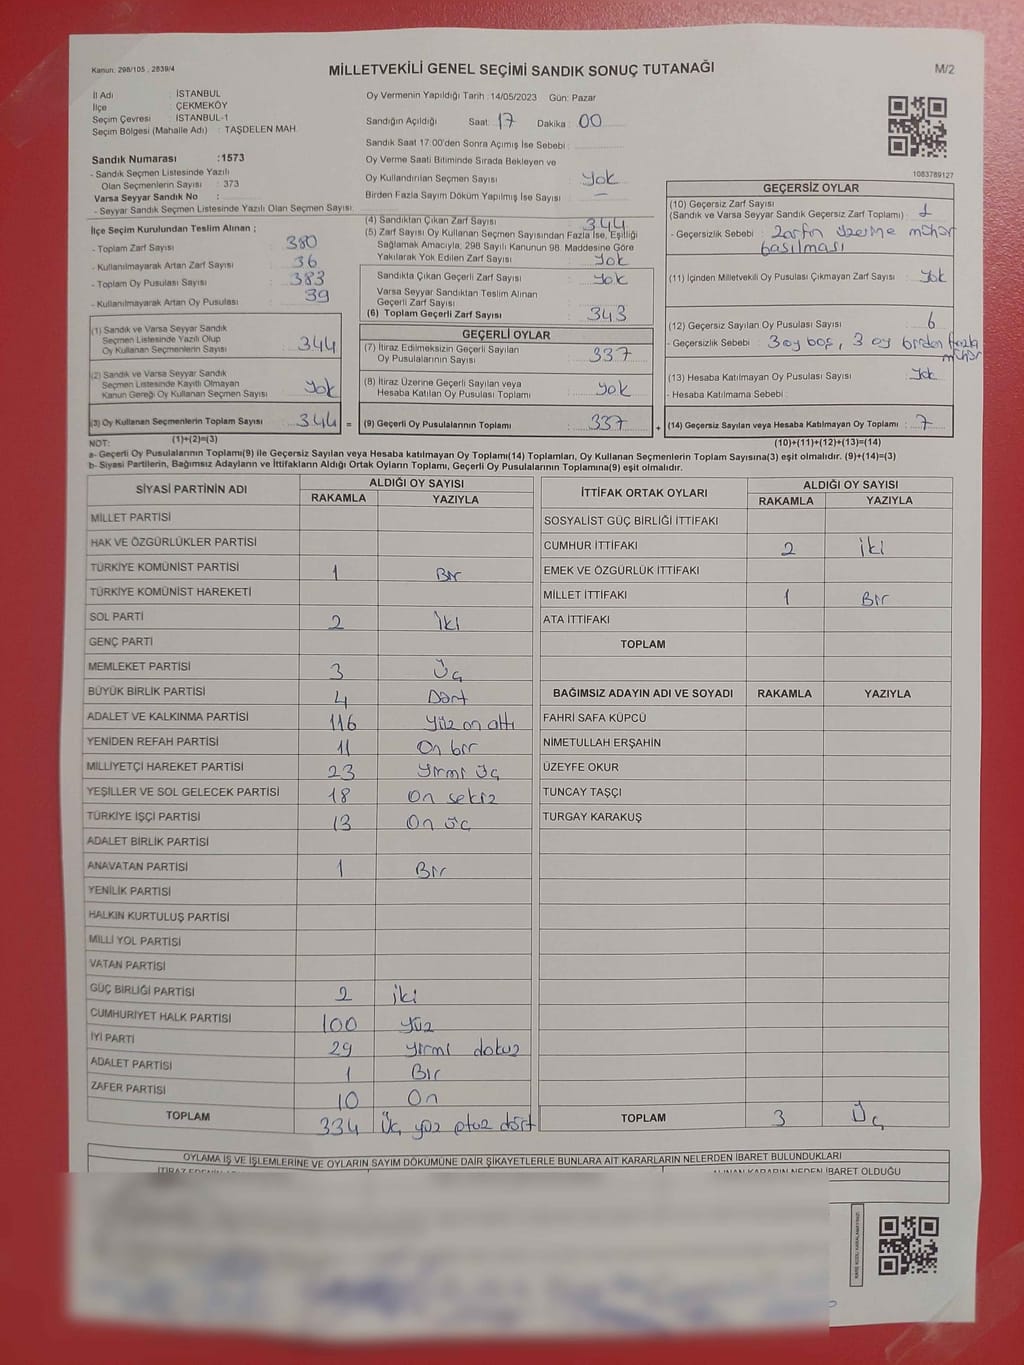 Kanun: 298/105 , 2839/4
MİLLETVEKİLİ GENEL SEÇİMİ SANDIK SONUÇ TUTANAĞI
M/2
İl Adı : İSTANBUL
İlçe : ÇEKMEKÖY
Seçim Çevresi : İSTANBUL-1
Seçim Bölgesi (Mahalle Adı) : TAŞDELEN MAH.
Oy Vermenin Yapıldığı Tarih :14/05/2023 Gün: Pazar
Sandığın Açıldığı Saat: 17 Dakika : 00
Sandık Saat 17:00'den Sonra Açımış İse Sebebi :
Oy Verme Saati Bitiminde Sırada Bekleyen ve
Oy Kullandırılan Seçmen Sayısı : Yok
Birden Fazla Sayım Döküm Yapılmış İse Sayısı : —
Sandık Numarası :1573
- Sandık Seçmen Listesinde Yazılı
Olan Seçmenlerin Sayısı : 373
Varsa Seyyar Sandık No :
- Seyyar Sandık Seçmen Listesinde Yazılı Olan Seçmen Sayısı:
İlçe Seçim Kurulundan Teslim Alınan ;
- Toplam Zarf Sayısı : 380
- Kullanılmayarak Artan Zarf Sayısı : 36
- Toplam Oy Pusulası Sayısı : 383
- Kullanılmayarak Artan Oy Pusulası : 39
(1) Sandık ve Varsa Seyyar Sandık
Seçmen Listesinde Yazılı Olup
Oy Kullanan Seçmenlerin Sayısı : 344
(2) Sandık ve Varsa Seyyar Sandık
Seçmen Listesinde Kayıtlı Olmayan
Kanun Gereği Oy Kullanan Seçmen Sayısı : Yok
(3) Oy Kullanan Seçmenlerin Toplam Sayısı : 344 =
(4) Sandıktan Çıkan Zarf Sayısı : 344
(5) Zarf Sayısı Oy Kullanan Seçmen Sayısından Fazla İse, Eşitliği
Sağlamak Amacıyla, 298 Sayılı Kanunun 98. Maddesine Göre
Yakılarak Yok Edilen Zarf Sayısı : Yok
Sandıkta Çıkan Geçerli Zarf Sayısı : Yok
Varsa Seyyar Sandıktan Teslim Alınan
Geçerli Zarf Sayısı
(6) Toplam Geçerli Zarf Sayısı : 343
GEÇERLİ OYLAR
(7) İtiraz Edilmeksizin Geçerli Sayılan
Oy Pusulalarının Sayısı : 337
(8) İtiraz Üzerine Geçerli Sayılan veya
Hesaba Katılan Oy Pusulası Toplamı : Yok
(9) Geçerli Oy Pusulalarının Toplamı : 337 +
1083789127
GEÇERSİZ OYLAR
(10) Geçersiz Zarf Sayısı
(Sandık ve Varsa Seyyar Sandık Geçersiz Zarf Toplamı) : 1
- Geçersizlik Sebebi : Zarfın üzerine mühür
basılması
(11) İçinden Milletvekili Oy Pusulası Çıkmayan Zarf Sayısı : Yok
(12) Geçersiz Sayılan Oy Pusulası Sayısı : 6
- Geçersizlik Sebebi : 3 oy boş, 3 oy birden fazla
mühür
(13) Hesaba Katılmayan Oy Pusulası Sayısı : Yok
- Hesaba Katılmama Sebebi :
(14) Geçersiz Sayılan veya Hesaba Katılmayan Oy Toplamı : 7
NOT: (1)+(2)=(3)
(10)+(11)+(12)+(13)=(14)
a- Geçerli Oy Pusulalarının Toplamı(9) ile Geçersiz Sayılan veya Hesaba Katılmayan Oy Toplamı(14) Toplamları, Oy Kullanan Seçmenlerin Toplam Sayısına(3) eşit olmalıdır. (9)+(14)=(3)
b- Siyasi Partilerin, Bağımsız Adayların ve İttifakların Aldığı Ortak Oyların Toplamı, Geçerli Oy Pusulalarının Toplamına(9) eşit olmalıdır.
SİYASİ PARTİNİN ADI ALDIĞI OY SAYISI
RAKAMLA YAZIYLA
MİLLET PARTİSİ
HAK VE ÖZGÜRLÜKLER PARTİSİ
TÜRKİYE KOMÜNİST PARTİSİ 1 Bir
TÜRKİYE KOMÜNİST HAREKETİ
SOL PARTİ 2 İki
GENÇ PARTİ
MEMLEKET PARTİSİ 3 Üç
BÜYÜK BİRLİK PARTİSİ 4 Dört
ADALET VE KALKINMA PARTİSİ 116 Yüz on altı
YENİDEN REFAH PARTİSİ 11 On bir
MİLLİYETÇİ HAREKET PARTİSİ 23 Yirmi üç
YEŞİLLER VE SOL GELECEK PARTİSİ 18 On sekiz
TÜRKİYE İŞÇİ PARTİSİ 13 On üç
ADALET BİRLİK PARTİSİ
ANAVATAN PARTİSİ 1 Bir
YENİLİK PARTİSİ
HALKIN KURTULUŞ PARTİSİ
MİLLİ YOL PARTİSİ
VATAN PARTİSİ
GÜÇ BİRLİĞİ PARTİSİ 2 İki
CUMHURİYET HALK PARTİSİ 100 Yüz
İYİ PARTİ 29 Yirmi dokuz
ADALET PARTİSİ 1 Bir
ZAFER PARTİSİ 10 On
TOPLAM 334 Üç yüz otuz dört
İTTİFAK ORTAK OYLARI ALDIĞI OY SAYISI
RAKAMLA YAZIYLA
SOSYALİST GÜÇ BİRLİĞİ İTTİFAKI
CUMHUR İTTİFAKI 2 İki
EMEK VE ÖZGÜRLÜK İTTİFAKI
MİLLET İTTİFAKI 1 Bir
ATA İTTİFAKI
TOPLAM
BAĞIMSIZ ADAYIN ADI VE SOYADI RAKAMLA YAZIYLA
FAHRİ SAFA KÜPCÜ
NİMETULLAH ERŞAHİN
ÜZEYFE OKUR
TUNCAY TAŞÇI
TURGAY KARAKUŞ
TOPLAM 3 Üç
OYLAMA İŞ VE İŞLEMLERİNE VE OYLARIN SAYIM DÖKÜMÜNE DAİR ŞİKAYETLERLE BUNLARA AİT KARARLARIN NELERDEN İBARET BULUNDUKLARI
ALINAN KARARIN NEDEN İBARET OLDUĞU
KARE KODU KARALAMAYINIZ!